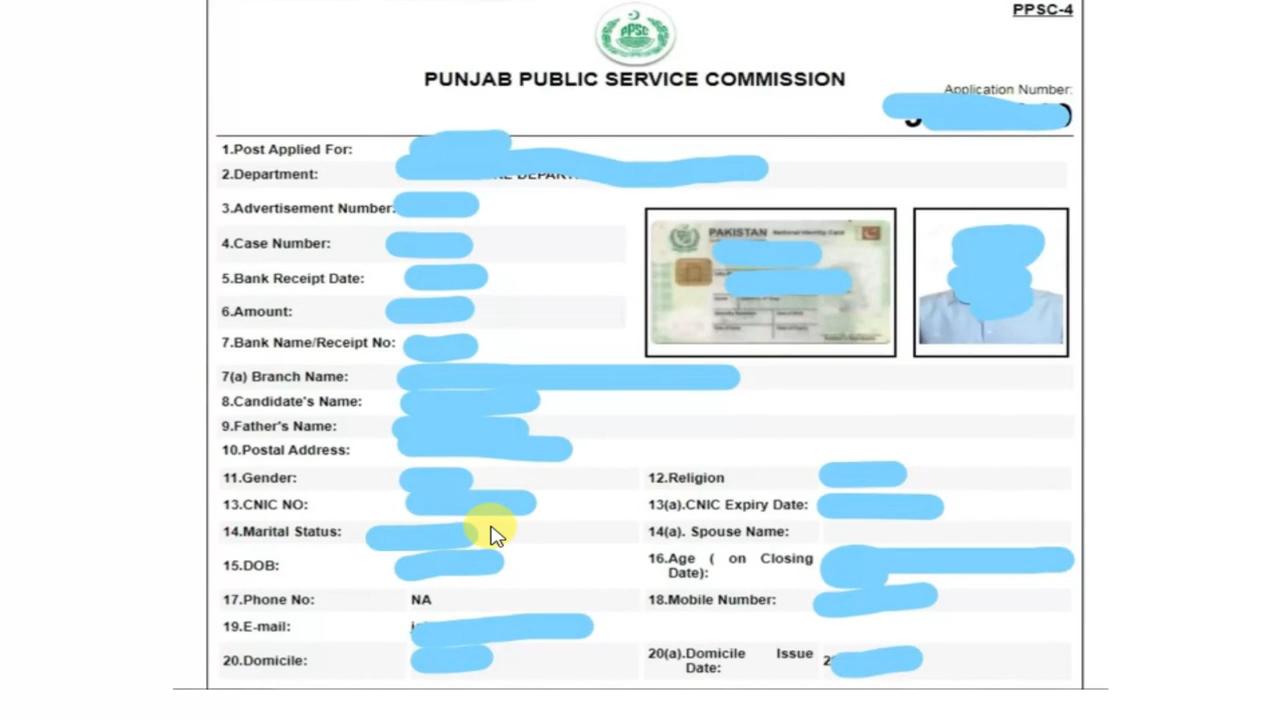 PPSC-4
PPSC
PUNJAB PUBLIC SERVICE COMMISSION
Application Number:
1.Post Applied For:
2.Department:
3.Advertisement Number:
4.Case Number:
PAKISTAN National Identity Card
5.Bank Receipt Date:
6.Amount:
7.Bank Name/Receipt No:
7(a) Branch Name:
8.Candidate's Name:
9.Father's Name:
10.Postal Address:
11.Gender: 12.Religion
13.CNIC NO: 13(a).CNIC Expiry Date:
14.Marital Status: 14(a). Spouse Name:
15.DOB: 16.Age ( on Closing
Date):
17.Phone No: NA 18.Mobile Number:
19.E-mail:
20.Domicile: 20(a).Domicile Issue
Date: